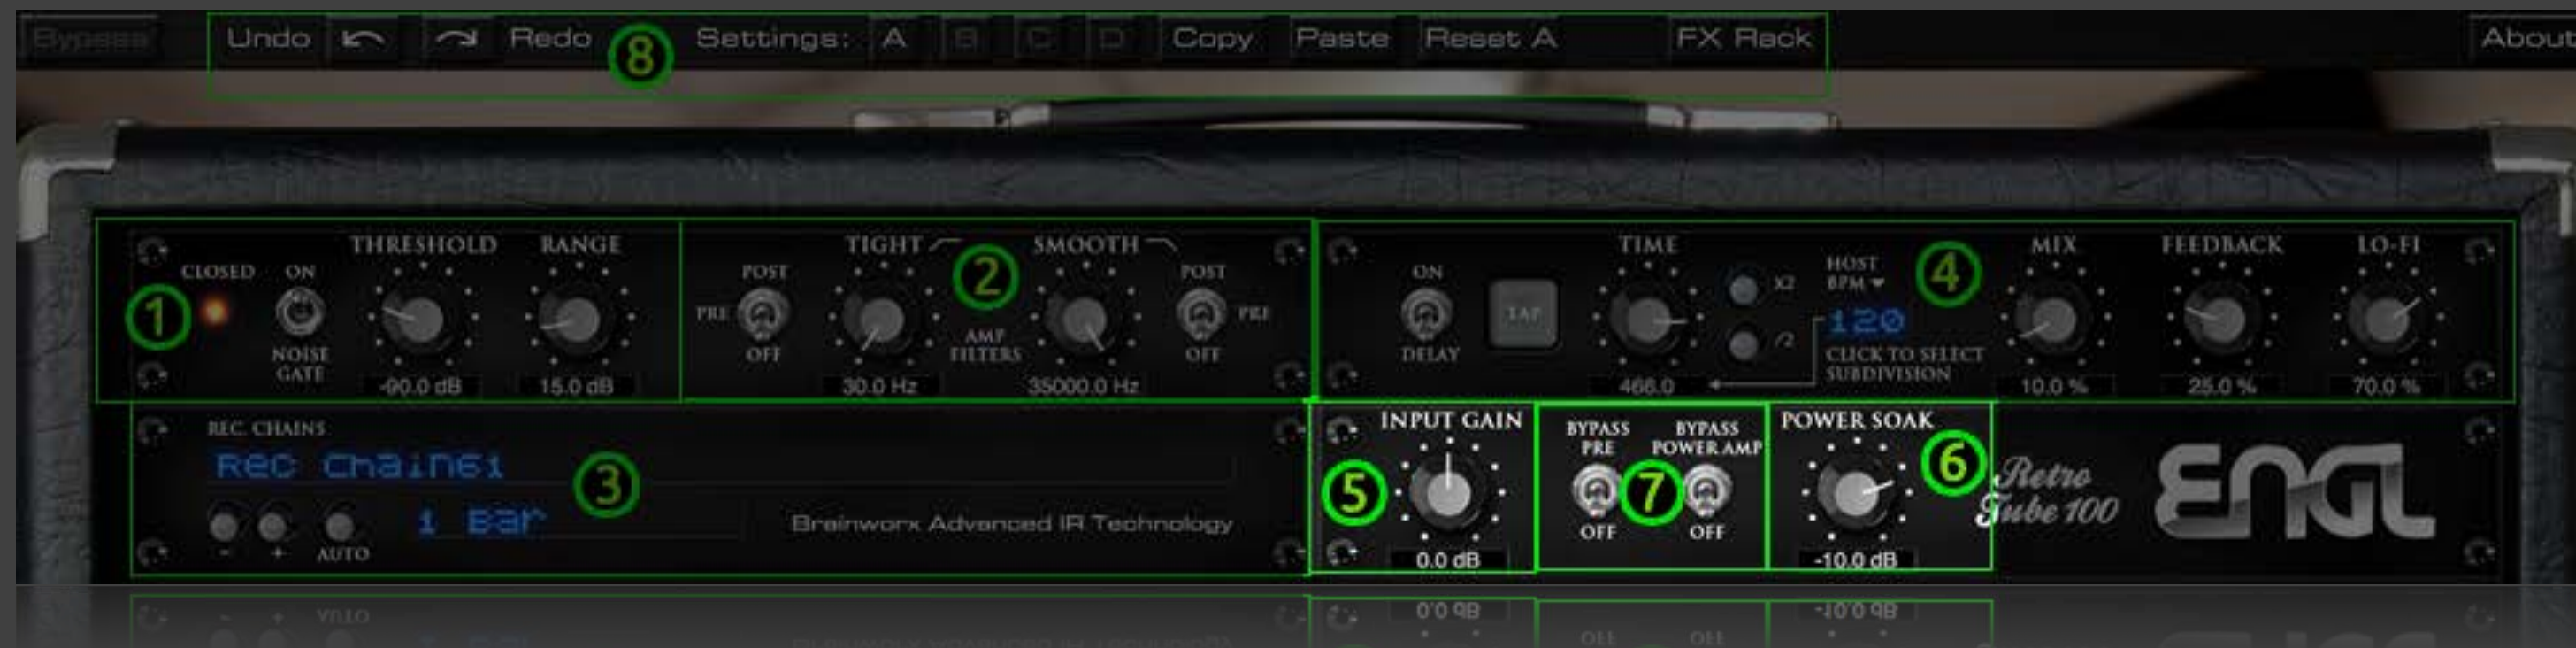 Bypass Undo Redo 8 Settings: A B C D Copy Paste Reset A FX Rack About
THRESHOLD RANGE TIGHT SMOOTH TIME MIX FEEDBACK LO-FI
CLOSED ON POST 2 POST ON X2 HOST BPM 4
1 PRE PRE TAP 120
NOISE GATE OFF AMP FILTERS OFF DELAY /2 CLICK TO SELECT SUBDIVISION
-90.0 dB 15.0 dB 30.0 Hz 35000.0 Hz 466.0 10.0 % 25.0 % 70.0 %
REC. CHAINS
Rec Chain61
3
- + AUTO 1 Bar Brainworx Advanced IR Technology
INPUT GAIN BYPASS PRE BYPASS POWER AMP POWER SOAK 6
5 7
OFF OFF
0.0 dB -10.0 dB
Retro Tube 100
ENGL